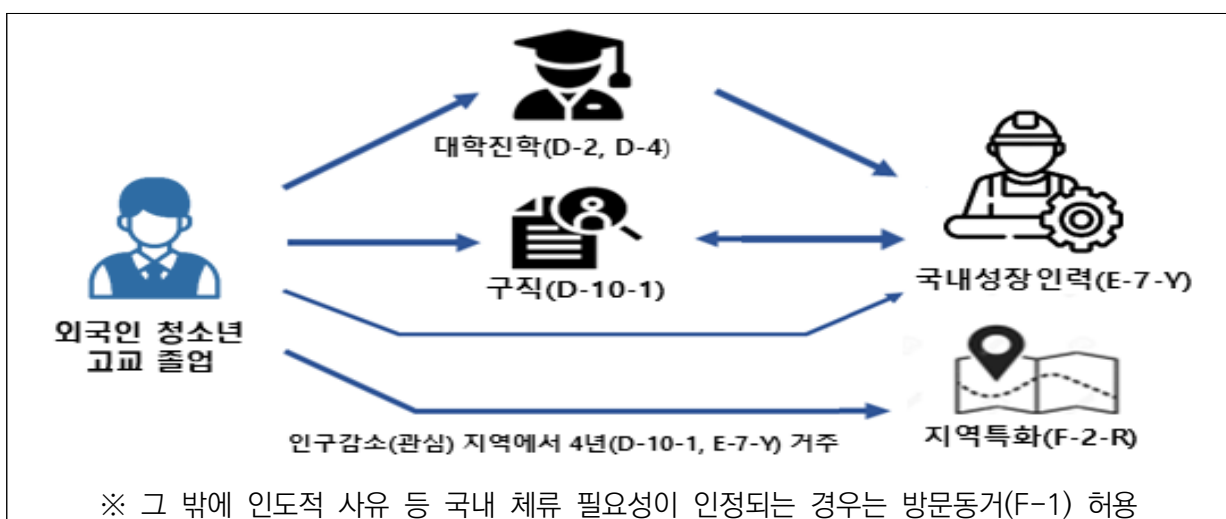 대학진학(D-2, D-4)
구직(D-10-1)
국내성장인력(E-7-Y)
외국인 청소년
고교 졸업
지역특화(F-2-R)
인구감소(관심) 지역에서 4년(D-10-1, E-7-Y) 거주
※ 그 밖에 인도적 사유 등 국내 체류 필요성이 인정되는 경우는 방문동거(F-1) 허용